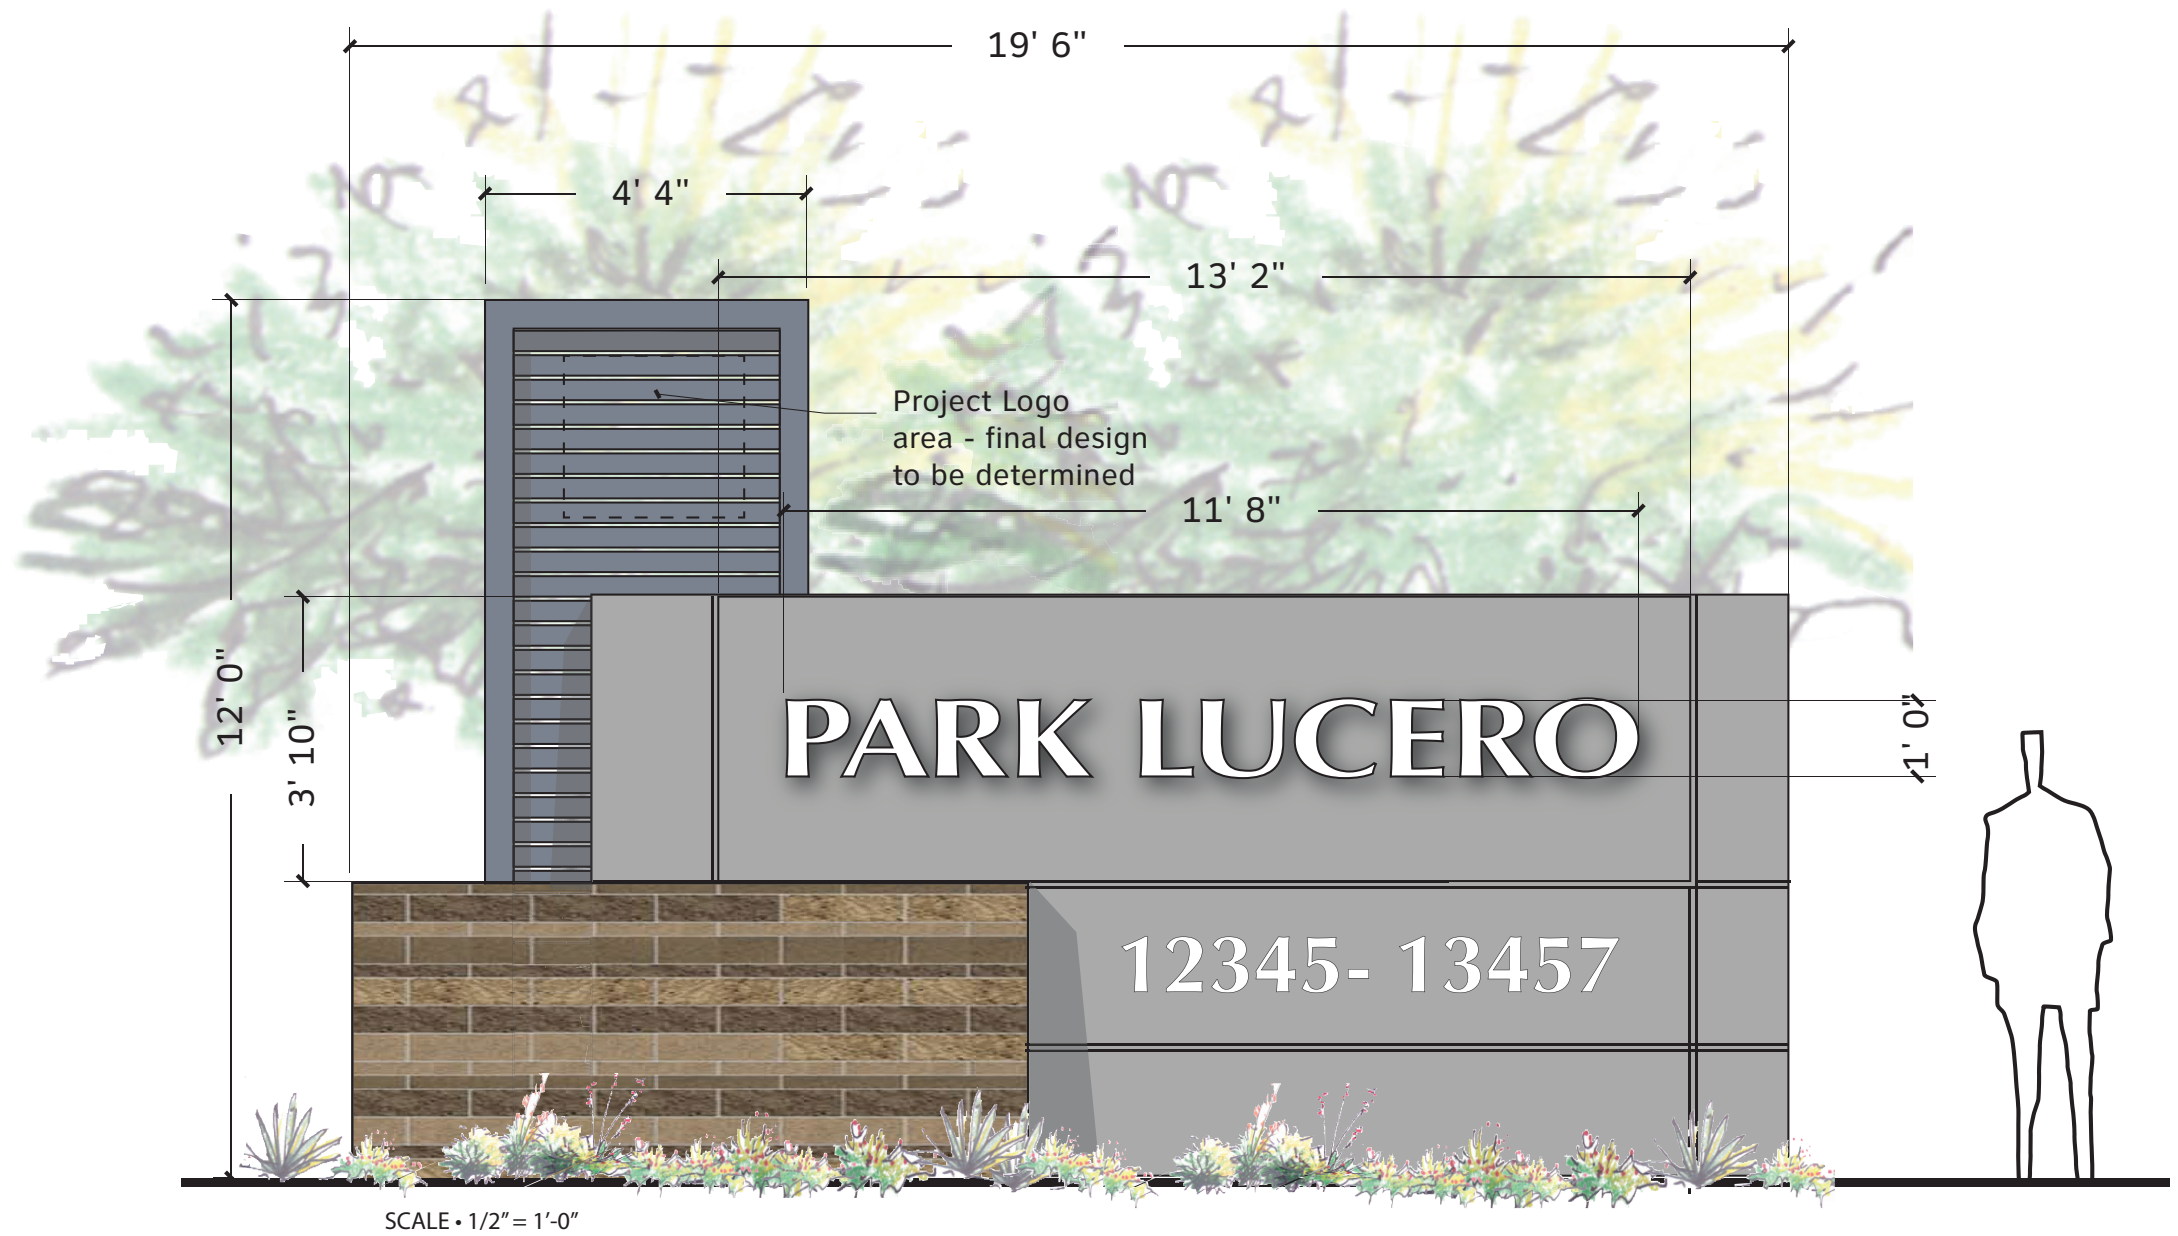 19' 6"
4' 4"
13' 2"
Project Logo
area - final design
to be determined
11' 8"
12' 0"
3' 10"
PARK LUCERO
1' 0"
12345- 13457
SCALE • 1/2” = 1’-0”